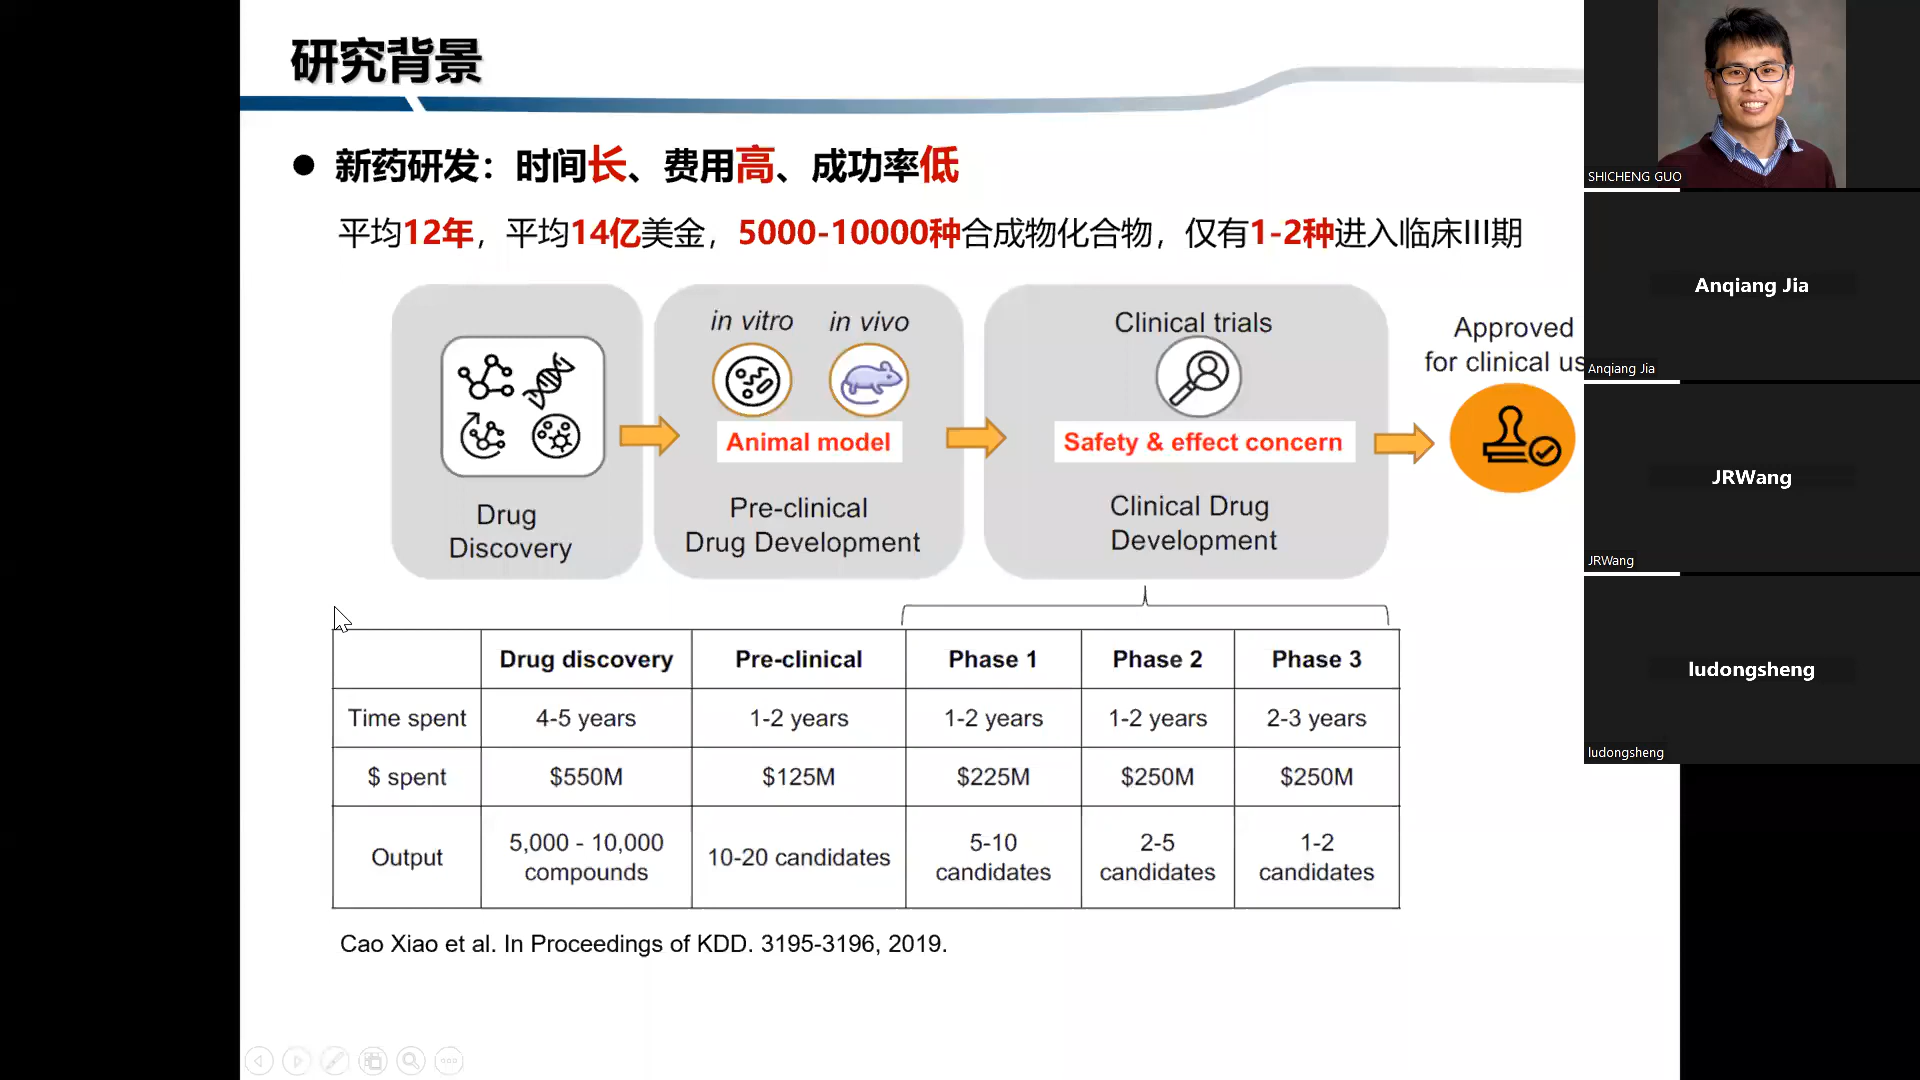 研究背景
● 新药研发：时间长、费用高、成功率低
平均12年，平均14亿美金，5000-10000种合成物化合物，仅有1-2种进入临床III期
Drug
Discovery
in vitro in vivo
Animal model
Pre-clinical
Drug Development
Clinical trials
Safety & effect concern
Clinical Drug
Development
Approved
for clinical us
Drug discovery Pre-clinical Phase 1 Phase 2 Phase 3
Time spent 4-5 years 1-2 years 1-2 years 1-2 years 2-3 years
$ spent $550M $125M $225M $250M $250M
Output 5,000 - 10,000 compounds 10-20 candidates 5-10 candidates 2-5 candidates 1-2 candidates
Cao Xiao et al. In Proceedings of KDD. 3195-3196, 2019.
SHICHENG GUO
Anqiang Jia
Anqiang Jia
JRWang
JRWang
ludongsheng
ludongsheng